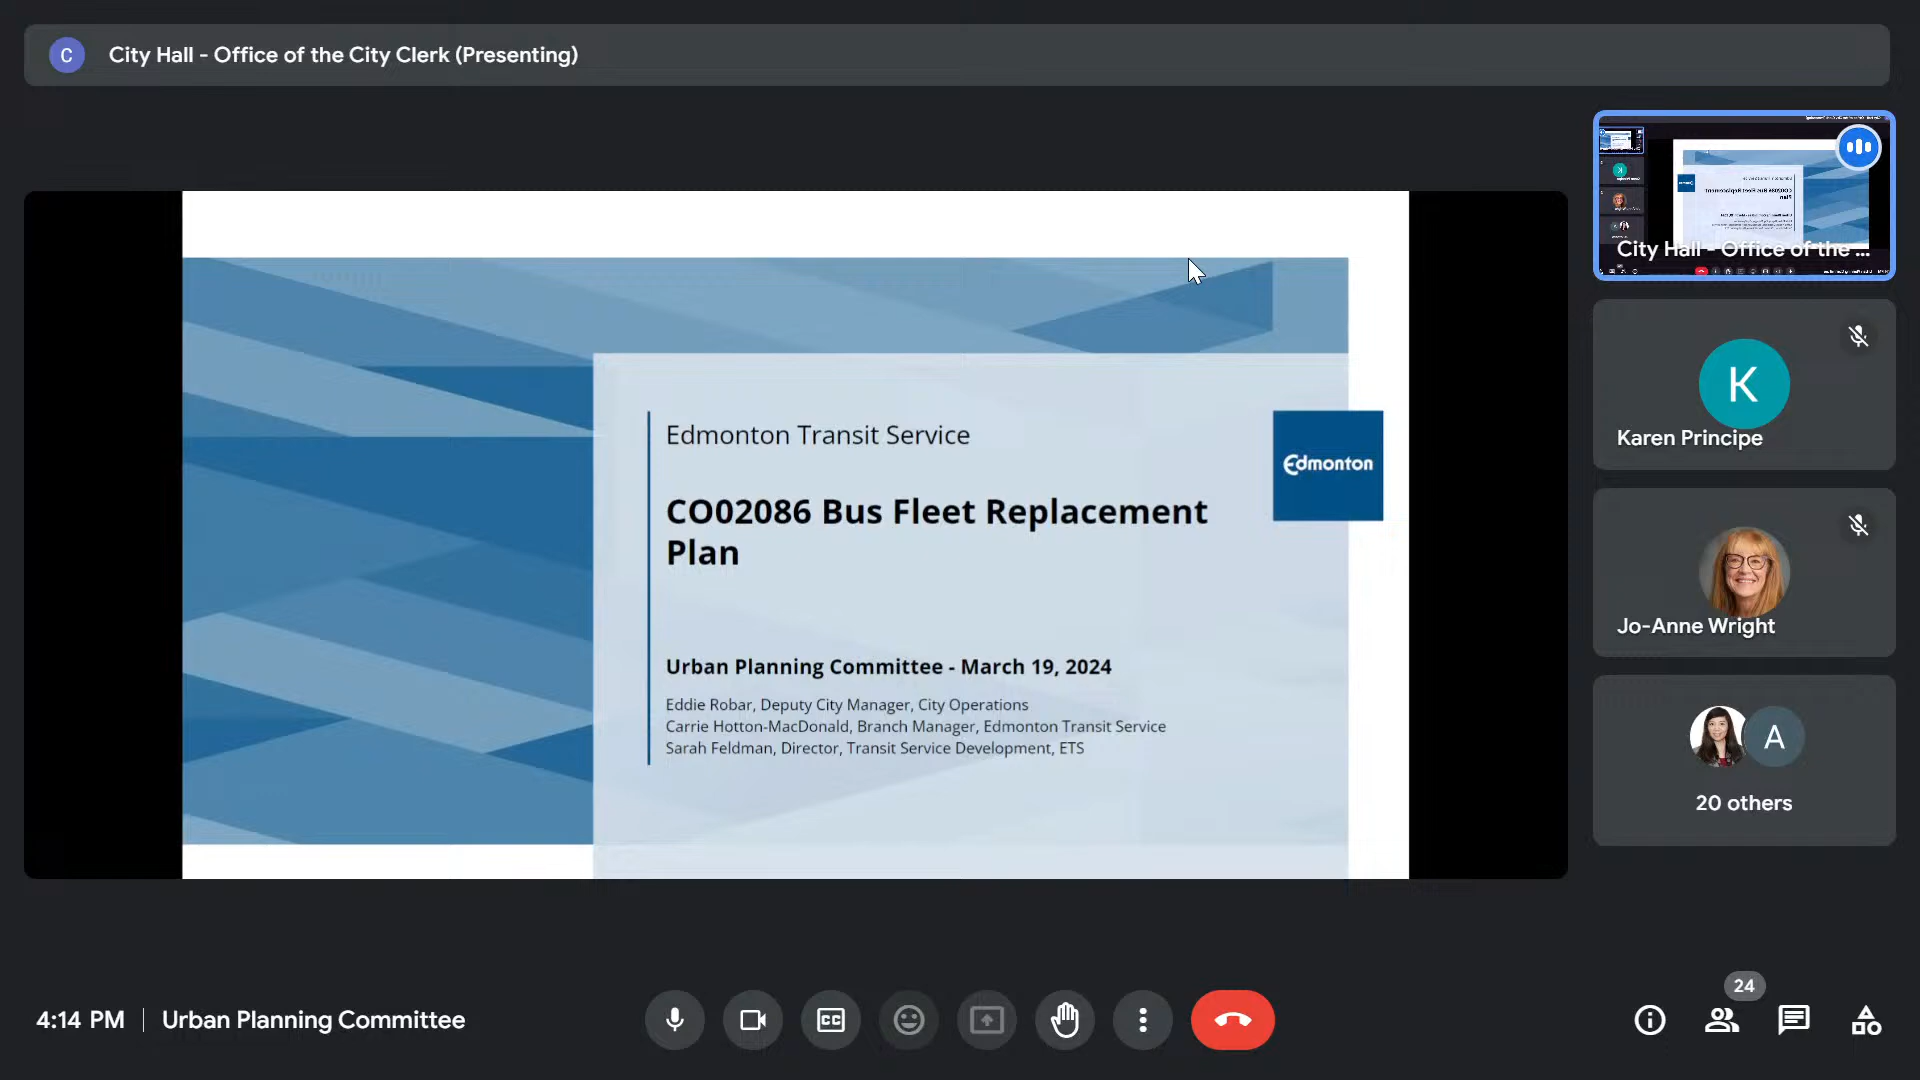 C
City Hall - Office of the City Clerk (Presenting)
Edmonton Transit Service
Edmonton
CO02086 Bus Fleet Replacement
Plan
Urban Planning Committee - March 19, 2024
Eddie Robar, Deputy City Manager, City Operations
Carrie Hotton-MacDonald, Branch Manager, Edmonton Transit Service
Sarah Feldman, Director, Transit Service Development, ETS
City Hall - Office of the ...
K
Karen Principe
Jo-Anne Wright
A
20 others
4:14 PM
Urban Planning Committee
CC
24